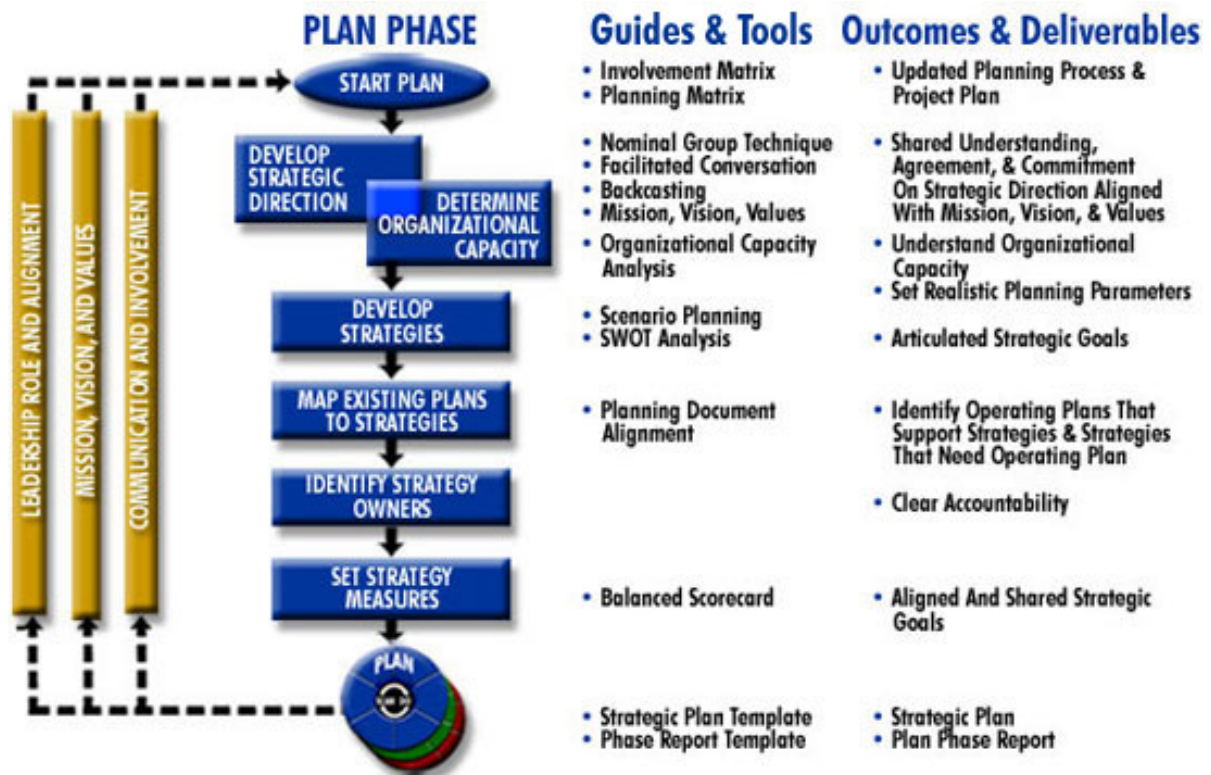 PLAN PHASE
START PLAN
DEVELOP
STRATEGIC
DIRECTION
DETERMINE
ORGANIZATIONAL
CAPACITY
DEVELOP
STRATEGIES
MAP EXISTING PLANS
TO STRATEGIES
IDENTIFY STRATEGY
OWNERS
SET STRATEGY
MEASURES
PLAN
LEADERSHIP ROLE AND ALIGNMENT
MISSION, VISION, AND VALUES
COMMUNICATION AND INVOLVEMENT
Guides & Tools
• Involvement Matrix
• Planning Matrix
• Nominal Group Technique
• Facilitated Conversation
• Backcasting
• Mission, Vision, Values
• Organizational Capacity
Analysis
• Scenario Planning
• SWOT Analysis
• Planning Document
Alignment
• Balanced Scorecard
• Strategic Plan Template
• Phase Report Template
Outcomes & Deliverables
• Updated Planning Process &
Project Plan
• Shared Understanding,
Agreement, & Commitment
On Strategic Direction Aligned
With Mission, Vision, & Values
• Understand Organizational
Capacity
• Set Realistic Planning Parameters
• Articulated Strategic Goals
• Identify Operating Plans That
Support Strategies & Strategies
That Need Operating Plan
• Clear Accountability
• Aligned And Shared Strategic
Goals
• Strategic Plan
• Plan Phase Report